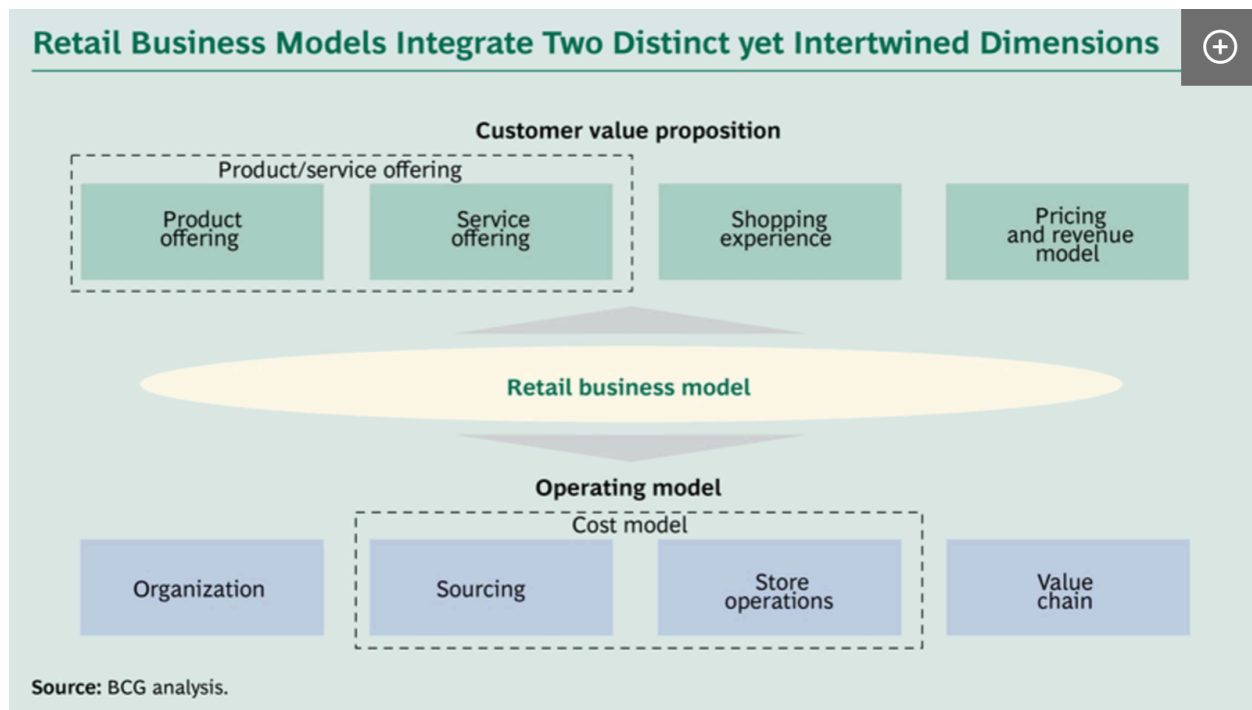 Retail Business Models Integrate Two Distinct yet Intertwined Dimensions
Customer value proposition
Product/service offering
Product
offering
Service
offering
Shopping
experience
Pricing
and revenue
model
Retail business model
Operating model
Cost model
Organization
Sourcing
Store
operations
Value
chain
Source: BCG analysis.